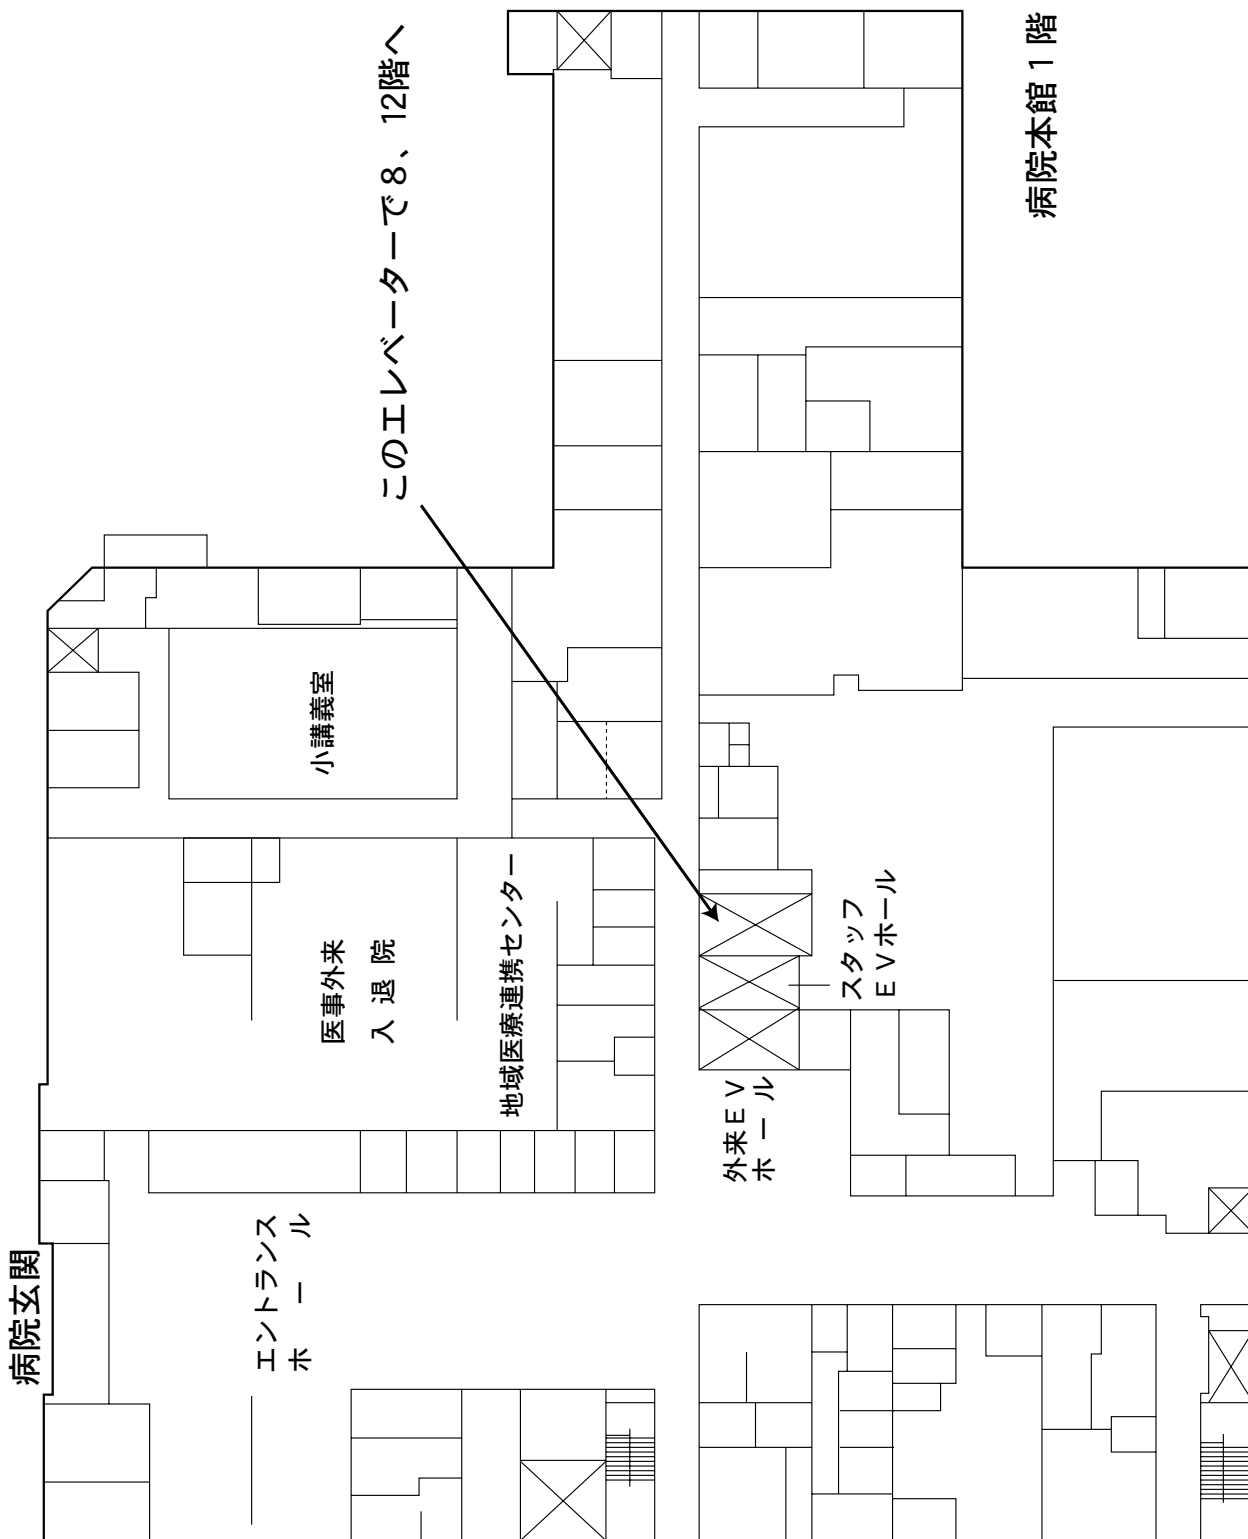 病院本館１階
このエレベーターで８、12階へ
病院玄関
エントランス
ホール
医事外来
入退院
小講義室
地域医療連携センター
外来ＥＶ
ホール
スタッフ
ＥＶホール